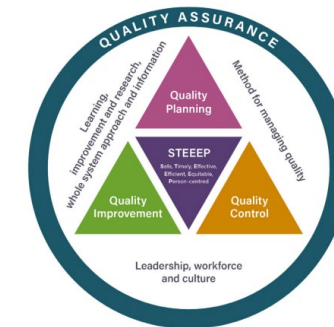 QUALITY ASSURANCE
Learning,
improvement and research,
whole system approach and information
Method for managing quality
Quality
Planning
STEEEP
Safe, Timely, Effective,
Efficient, Equitable,
Person-centred
Quality
Improvement
Quality
Control
Leadership, workforce
and culture